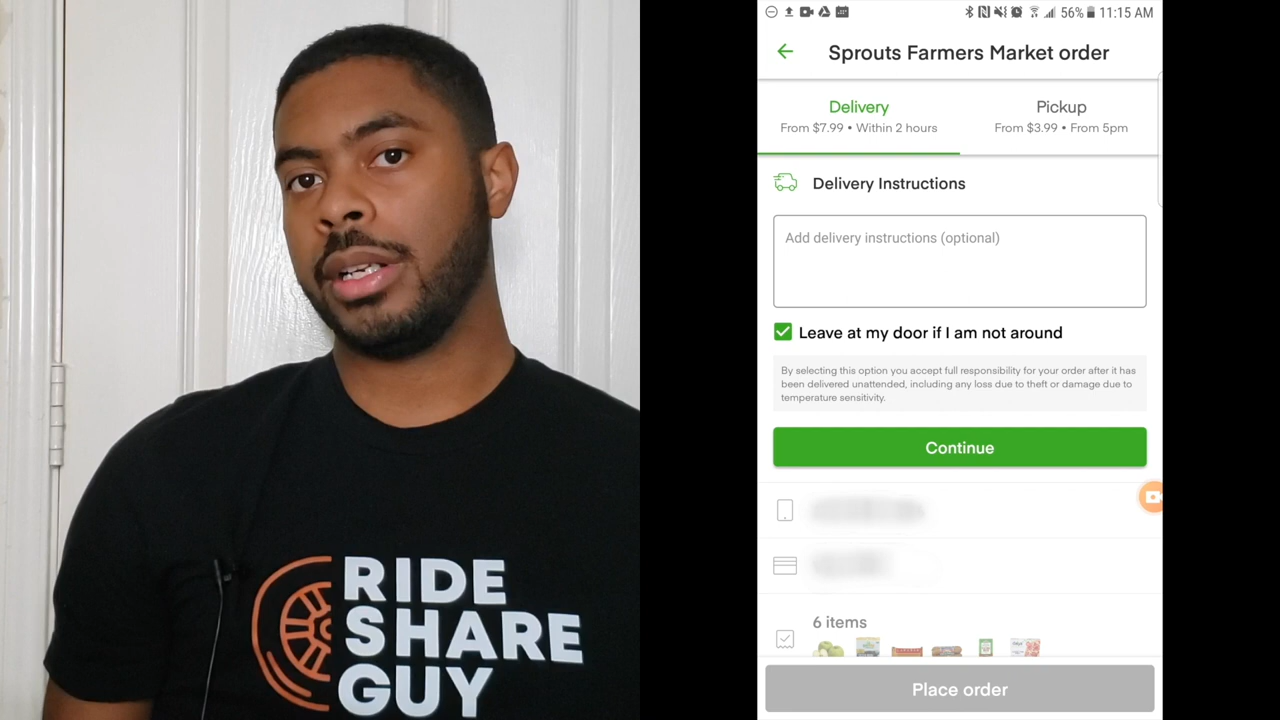 RIDE
SHARE
GUY
56% 11:15 AM
Sprouts Farmers Market order
Delivery
From $7.99 • Within 2 hours
Pickup
From $3.99 • From 5pm
Delivery Instructions
Add delivery instructions (optional)
Leave at my door if I am not around
By selecting this option you accept full responsibility for your order after it has
been delivered unattended, including any loss due to theft or damage due to
temperature sensitivity.
Continue
6 items
Place order